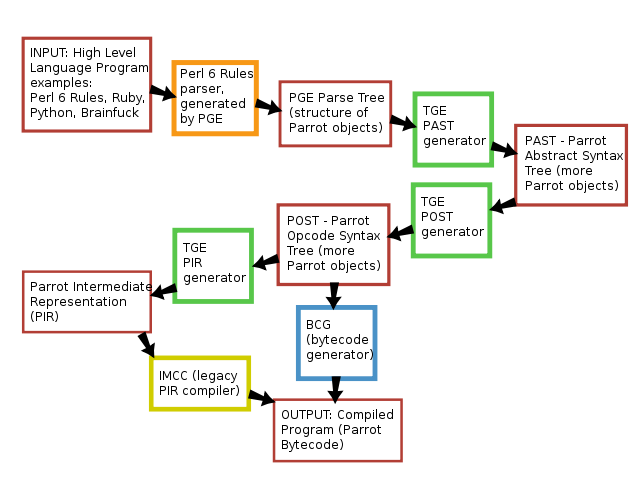 INPUT: High Level
Language Program
examples:
Perl 6 Rules, Ruby,
Python, Brainfuck
Perl 6 Rules
parser,
generated
by PGE
PGE Parse Tree
(structure of
Parrot objects)
TGE
PAST
generator
PAST - Parrot
Abstract Syntax
Tree (more
Parrot objects)
TGE
POST
generator
POST - Parrot
Opcode Syntax
Tree (more
Parrot objects)
TGE
PIR
generator
Parrot Intermediate
Representation
(PIR)
BCG
(bytecode
generator)
IMCC (legacy
PIR compiler)
OUTPUT: Compiled
Program (Parrot
Bytecode)